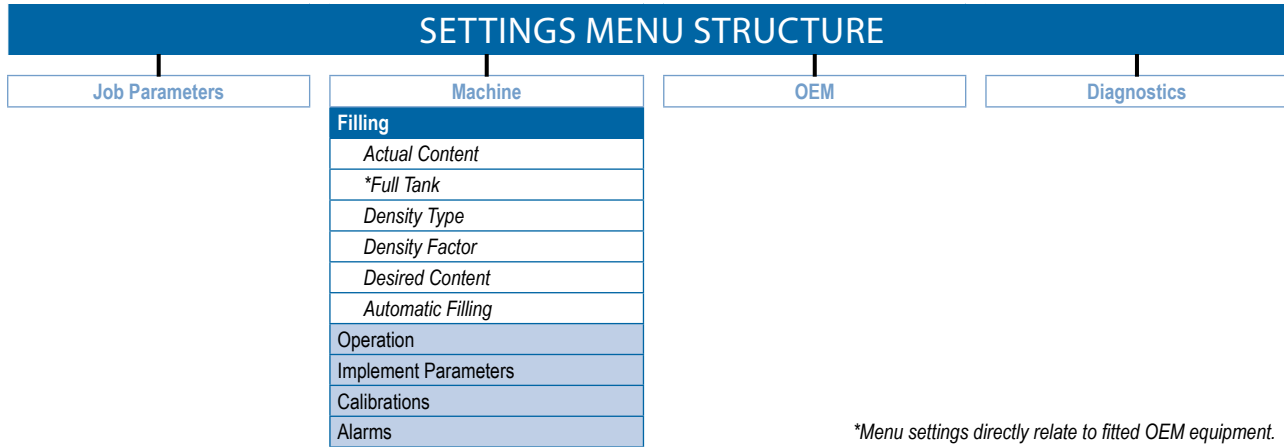 SETTINGS MENU STRUCTURE
Job Parameters
Machine
OEM
Diagnostics
Filling
Actual Content
*Full Tank
Density Type
Density Factor
Desired Content
Automatic Filling
Operation
Implement Parameters
Calibrations
Alarms
*Menu settings directly relate to fitted OEM equipment.